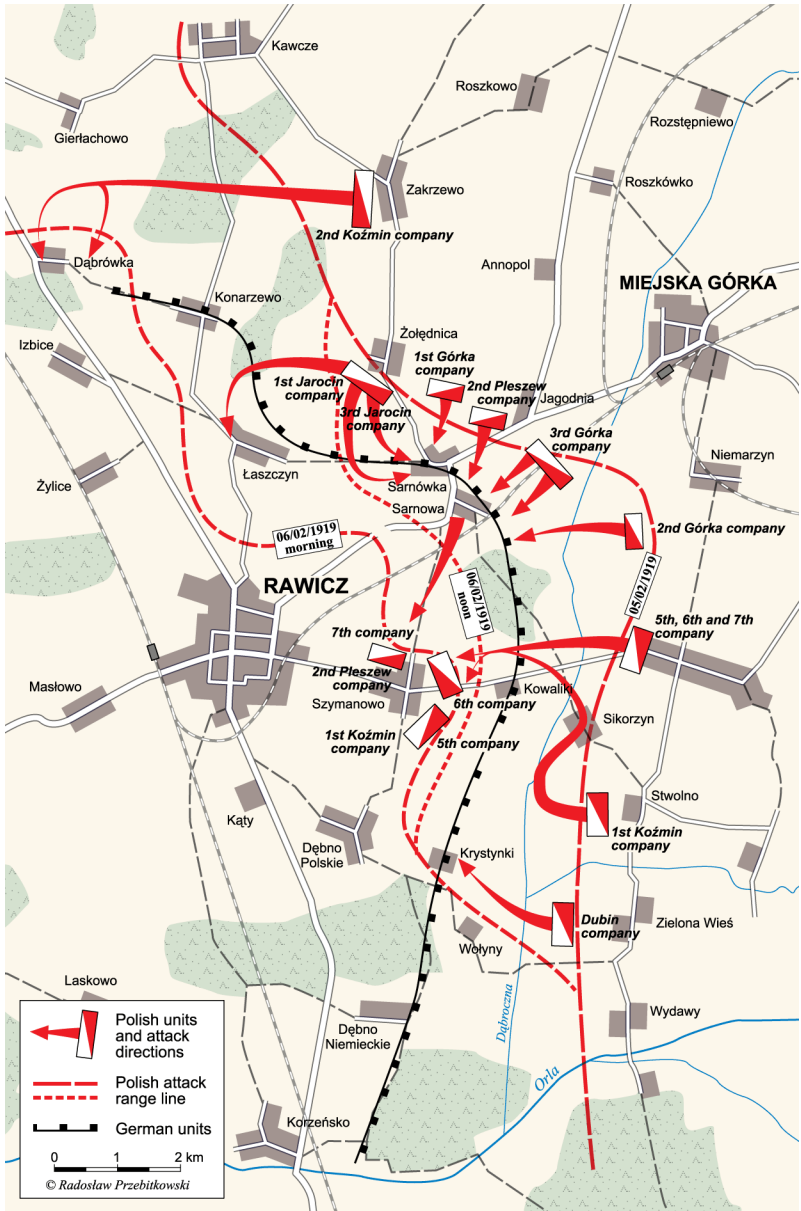 Kawcze
Roszkowo
Gierłachowo
Rozstępniewo
Zakrzewo
Roszkówko
2nd Koźmin company
Dąbrówka
Annopol
MIEJSKA GÓRKA
Konarzewo
Izbice
Żołędnica
1st Górka
company
1st Jarocin
company
2nd Pleszew
company
Jagodnia
3rd Jarocin
company
3rd Górka
company
Łaszczyn
Niemarzyn
Żylice
Sarnówka
Sarnowa
2nd Górka company
06/02/1919
morning
RAWICZ
06/02/1919
noon
05/02/1919
5th, 6th and 7th
company
7th company
2nd Pleszew
company
Masłowo
Szymanowo
6th company
Kowaliki
1st Koźmin
company
5th company
Sikorzyn
Kąty
Stwolno
1st Koźmin
company
Dębno
Polskie
Krystynki
Dubin
company
Zielona Wieś
Wołyny
Laskowo
Dąbroczna
Wydawy
Dębno
Niemieckie
Orla
Korzeńsko
Polish units
and attack
directions
Polish attack
range line
German units
0 1 2 km
© Radosław Przebitkowski